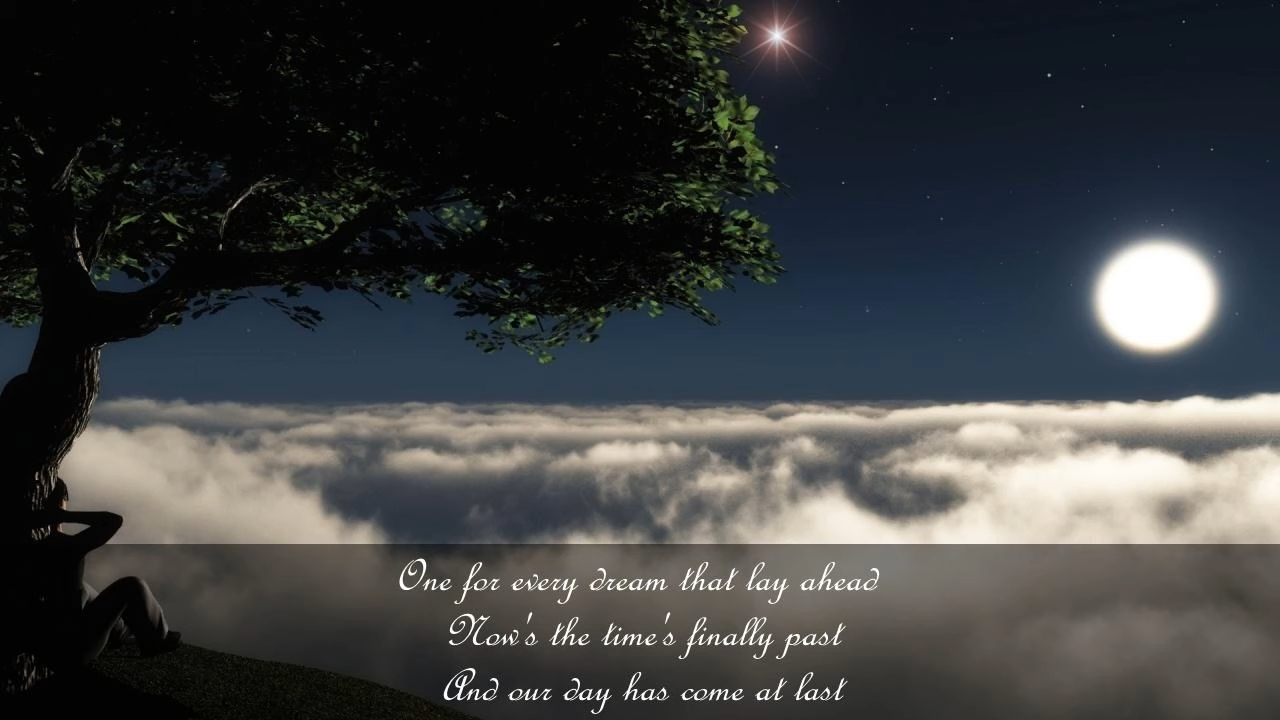 One for every dream that lay ahead
Now's the time's finally past
And our day has come at last